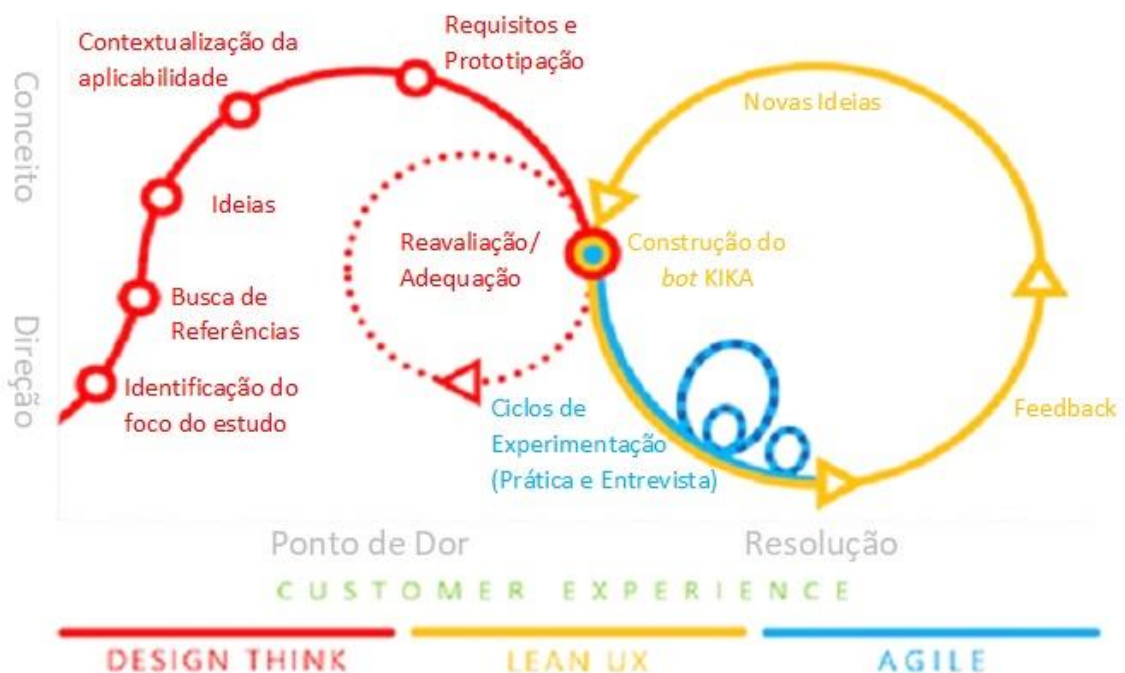 Requisitos e
Prototipação
Contextualização da
aplicabilidade
Conceito
Novas Ideias
Ideias
Reavaliação/
Adequação
Construção do
bot KIKA
Busca de
Referências
Direção
Identificação do
foco do estudo
Ciclos de
Experimentação
(Prática e Entrevista)
Feedback
Ponto de Dor
Resolução
CUSTOMER EXPERIENCE
DESIGN THINK
LEAN UX
AGILE